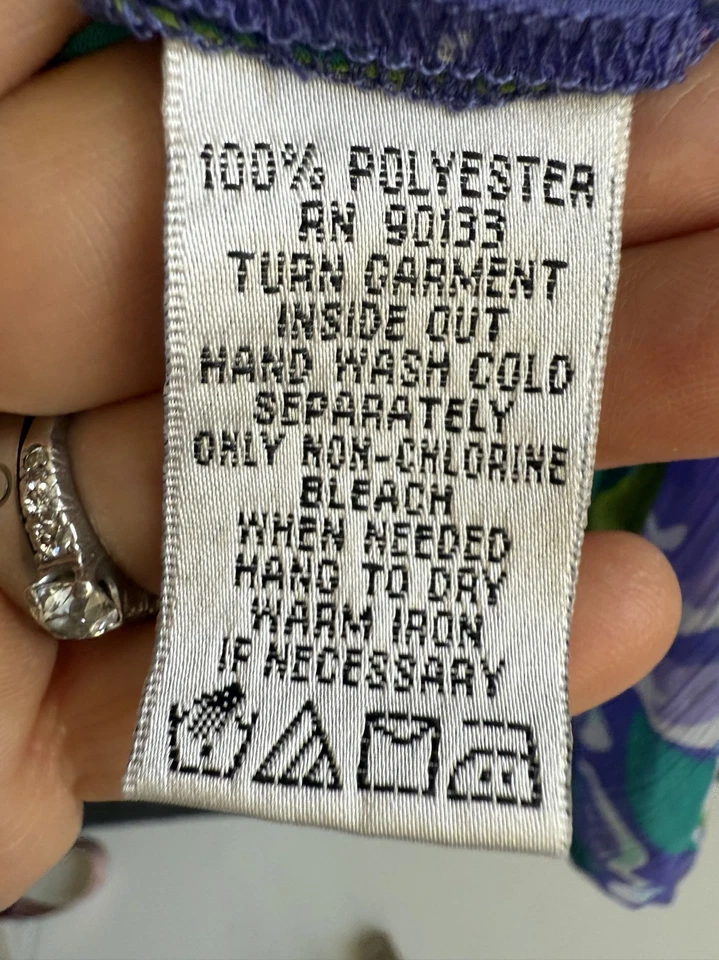 100% POLYESTER
RN 90133
TURN GARMENT
INSIDE OUT
HAND WASH COLD
SEPARATELY
ONLY NON-CHLORINE
BLEACH
WHEN NEEDED
HANG TO DRY
WARM IRON
IF NECESSARY